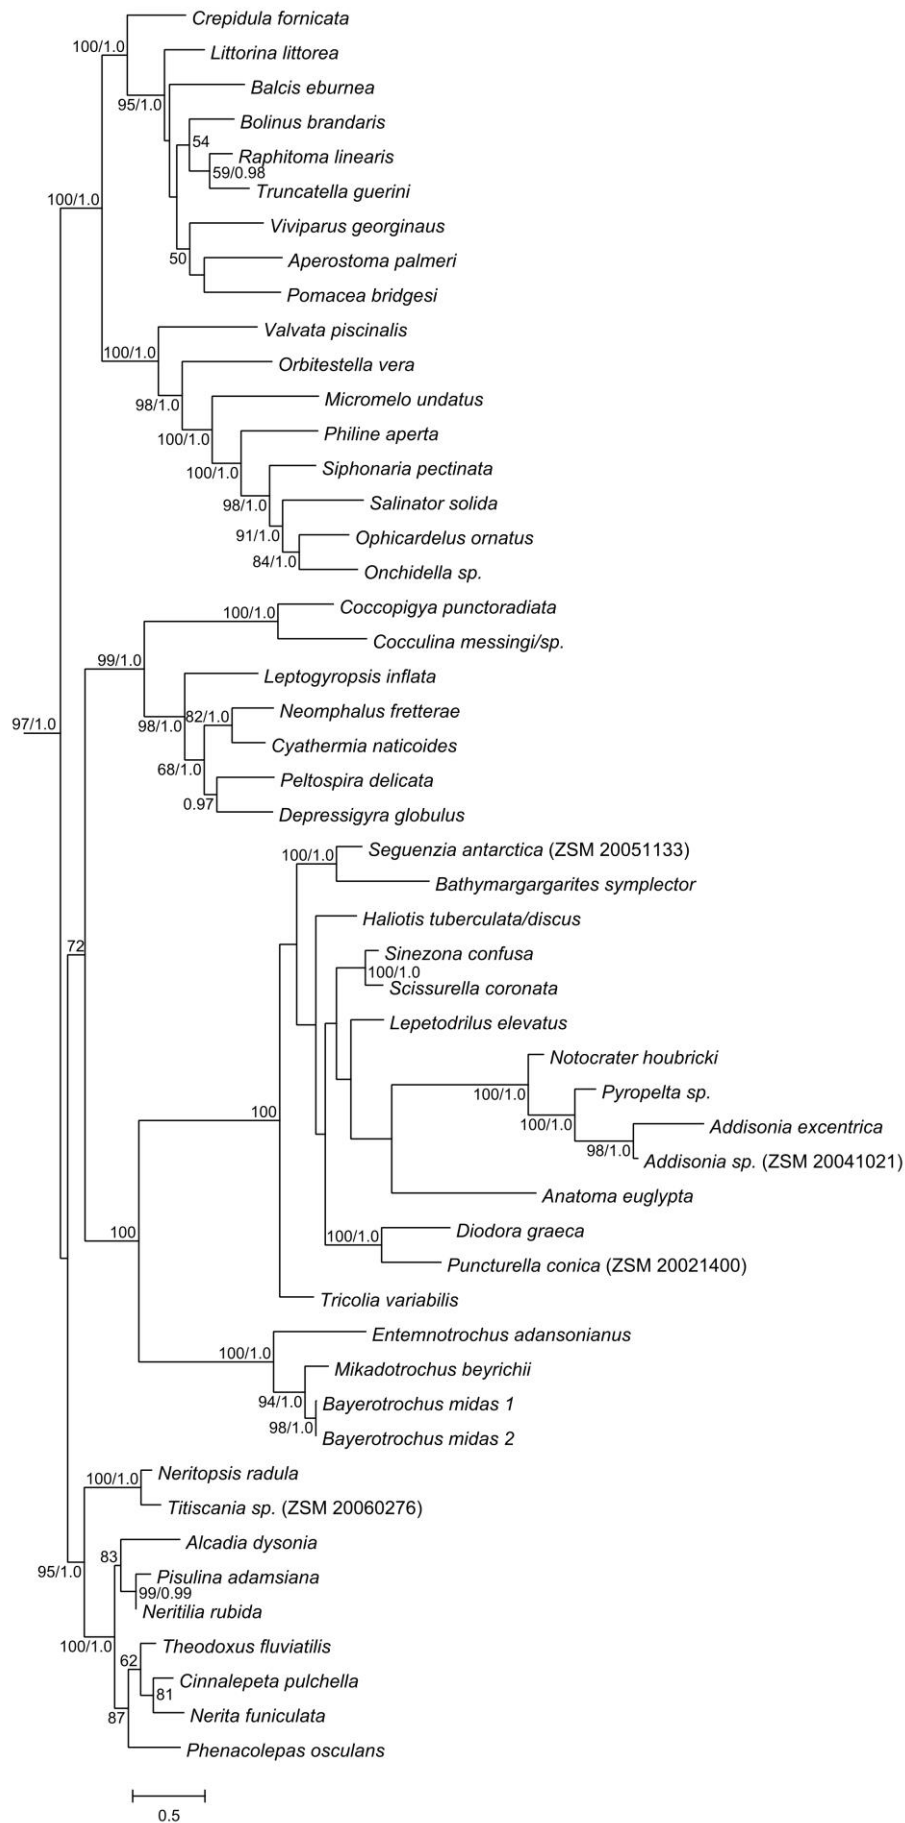 Crepidula fornicata
100/1.0
Littorina littorea
Balcis eburnea
95/1.0
Bolinus brandaris
54
Raphitoma linearis
59/0.98
Truncatella guerini
100/1.0
Viviparus georginaus
50
Aperostoma palmeri
Pomacea bridgesi
Valvata piscinalis
100/1.0
Orbitestella vera
98/1.0
Micromelo undatus
100/1.0
Philine aperta
100/1.0
Siphonaria pectinata
98/1.0
Salinator solida
91/1.0
Ophicardelus ornatus
84/1.0
Onchidella sp.
Coccopigya punctoradiata
100/1.0
Cocculina messingi/sp.
99/1.0
Leptogyropsis inflata
Neomphalus fretterae
82/1.0
98/1.0
97/1.0
Cyathermia naticoides
68/1.0
Peltospira delicata
0.97
Depressigyra globulus
Seguenzia antarctica (ZSM 20051133)
100/1.0
Bathymargargarites symplector
Haliotis tuberculata/discus
72
Sinezona confusa
100/1.0
Scissurella coronata
Lepetodrilus elevatus
Notocrater houbricki
100/1.0
Pyropelta sp.
100
100/1.0
Addisonia excentrica
98/1.0
Addisonia sp. (ZSM 20041021)
Anatoma euglypta
100
Diodora graeca
100/1.0
Puncturella conica (ZSM 20021400)
Tricolia variabilis
Entemnotrochus adansonianus
100/1.0
Mikadotrochus beyrichii
94/1.0
Bayerotrochus midas 1
98/1.0
Bayerotrochus midas 2
Neritopsis radula
100/1.0
Titiscania sp. (ZSM 20060276)
Alcadia dysonia
83
95/1.0
Pisulina adamsiana
99/0.99
Neritilia rubida
100/1.0
Theodoxus fluviatilis
62
Cinnalepeta pulchella
81
87
Nerita funiculata
Phenacolepas osculans
0.5